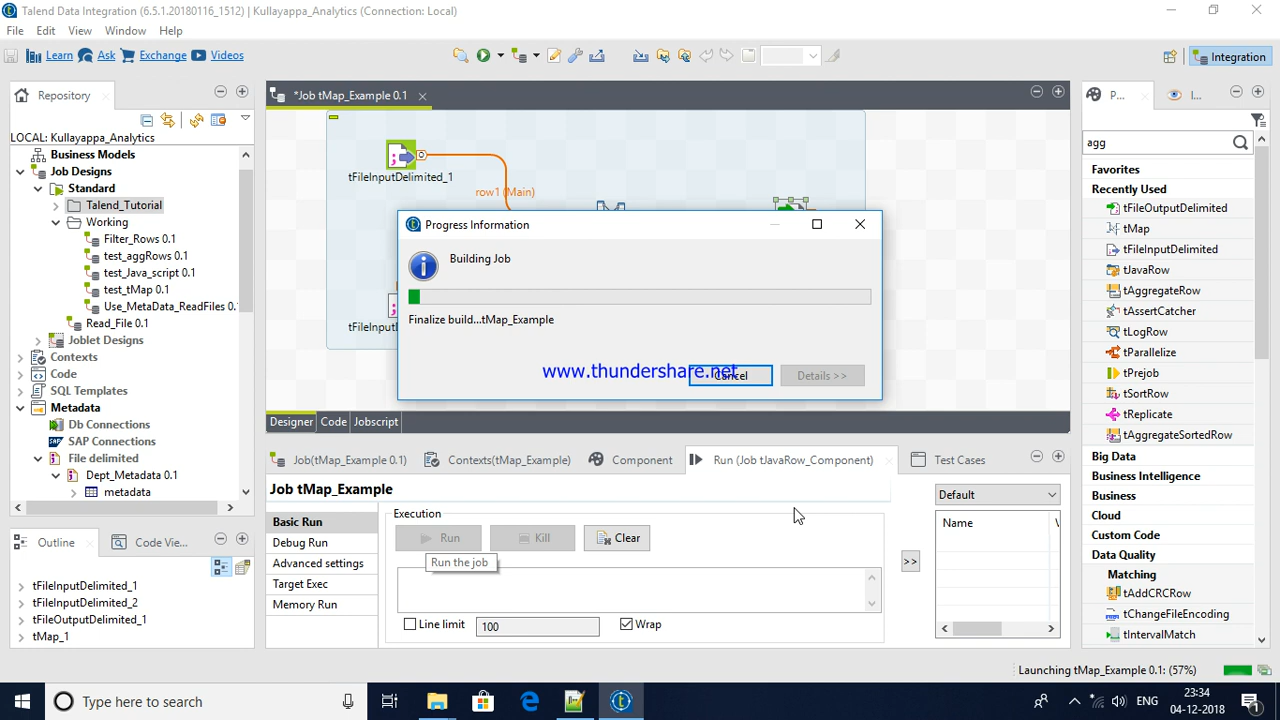 Talend Data Integration (6.5.1.20180116_1512) | Kullayappa_Analytics (Connection: Local)
File Edit View Window Help
Learn Ask Exchange Videos
Integration
Repository
LOCAL: Kullayappa_Analytics
Business Models
Job Designs
Standard
Talend_Tutorial
Working
Filter_Rows 0.1
test_aggRows 0.1
test_Java_script 0.1
test_tMap 0.1
Use_MetaData_ReadFiles 0.
Read_File 0.1
Joblet Designs
Contexts
Code
SQL Templates
Metadata
Db Connections
SAP Connections
File delimited
Dept_Metadata 0.1
metadata
Outline
Code Vie...
tFileInputDelimited_1
tFileInputDelimited_2
tFileOutputDelimited_1
tMap_1
*Job tMap_Example 0.1
tFileInputDelimited_1
row1 (Main)
tFileInput
Progress Information
Building Job
Finalize build...tMap_Example
www.thundershare.net
Cancel
Details >>
Designer Code Jobscript
Job(tMap_Example 0.1)
Contexts(tMap_Example)
Component
Run (Job tJavaRow_Component)
Test Cases
Job tMap_Example
Basic Run
Debug Run
Advanced settings
Target Exec
Memory Run
Execution
Run
Kill
Clear
Run the job
Line limit
100
Wrap
>>
Default
Name
P...
I...
agg
Favorites
Recently Used
tFileOutputDelimited
tMap
tFileInputDelimited
tJavaRow
tAggregateRow
tAssertCatcher
tLogRow
tParallelize
tPrejob
tSortRow
tReplicate
tAggregateSortedRow
Big Data
Business Intelligence
Business
Cloud
Custom Code
Data Quality
Matching
tAddCRCRow
tChangeFileEncoding
tIntervalMatch
Launching tMap_Example 0.1: (57%)
Type here to search
ENG
23:34
04-12-2018
1